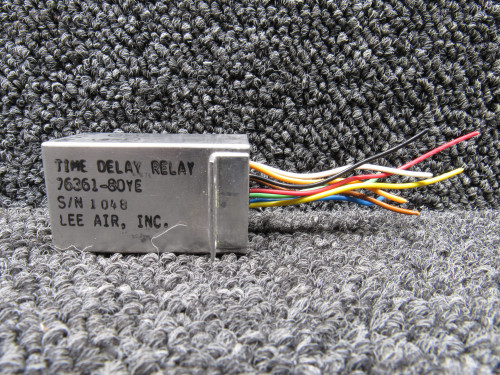 TIME DELAY RELAY
76361-80YE
S/N 1048
LEE AIR, INC.